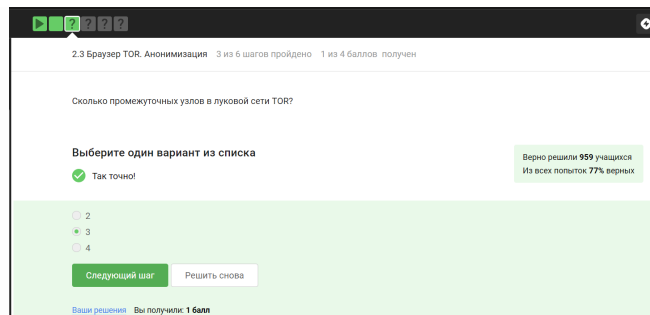 ? ? ? ?
2.3 Браузер TOR. Анонимизация 3 из 6 шагов пройдено 1 из 4 баллов получен
Сколько промежуточных узлов в луковой сети TOR?
Выберите один вариант из списка
Так точно!
Верно решили 959 учащихся
Из всех попыток 77% верных
2
3
4
Следующий шаг Решить снова
Ваши решения Вы получили: 1 балл